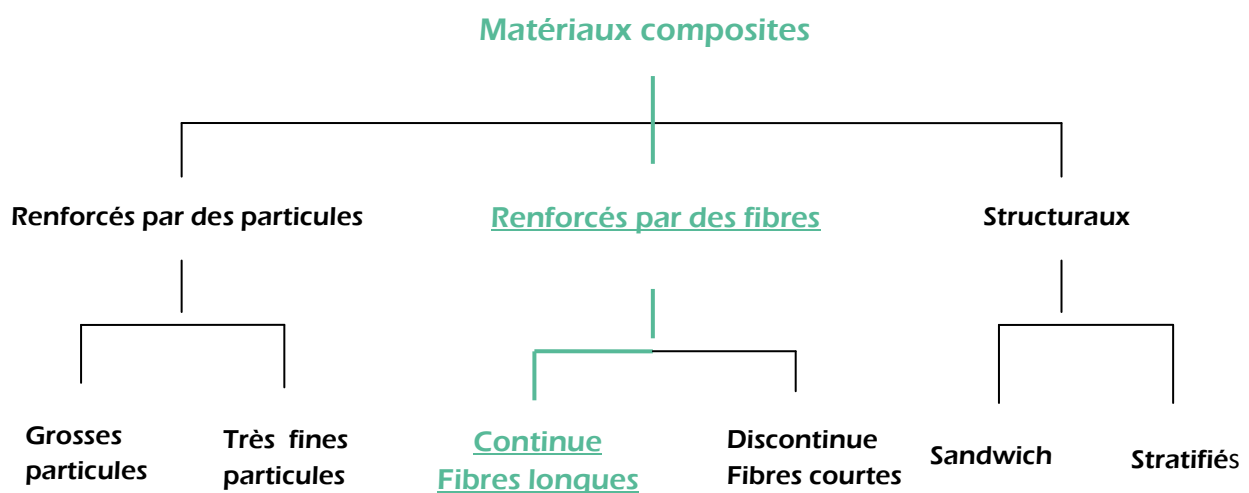 Matériaux composites
Renforcés par des particules
Renforcés par des fibres
Structuraux
Grosses
particules
Très fines
particules
Continue
Fibres longues
Discontinue
Fibres courtes
Sandwich
Stratifiés